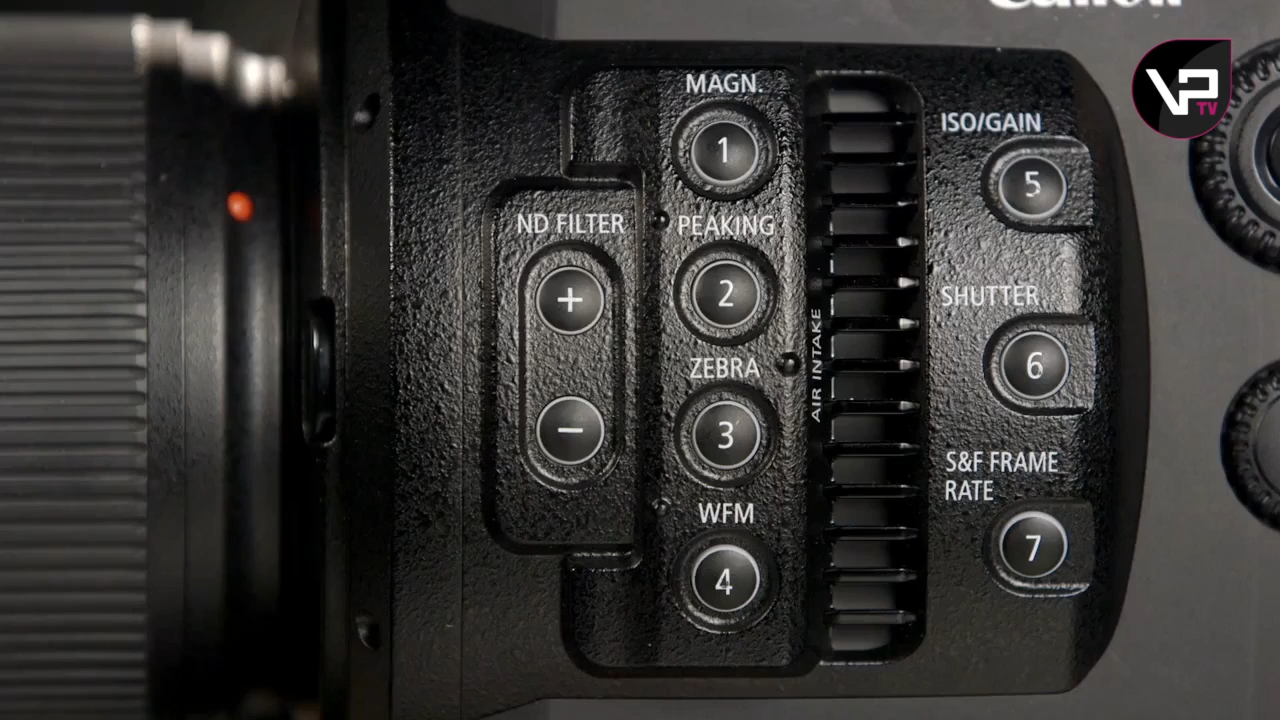 Canon
VP
TV
MAGN.
1
ISO/GAIN
5
ND FILTER
PEAKING
+
2
SHUTTER
AIR INTAKE
ZEBRA
6
−
3
S&F FRAME
RATE
WFM
7
4